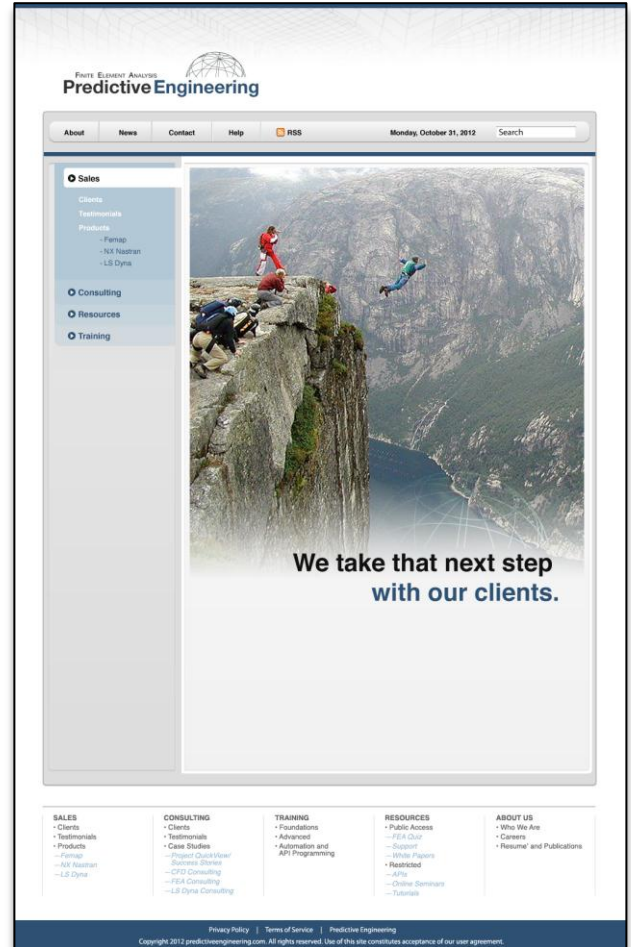 FINITE ELEMENT ANALYSIS
Predictive Engineering
About News Contact Help RSS Monday, October 31, 2012 Search
Sales
Clients
Testimonials
Products
- Femap
- NX Nastran
- LS Dyna
Consulting
Resources
Training
We take that next step
with our clients.
SALES
• Clients
• Testimonials
• Products
—Femap
—NX Nastran
—LS Dyna
CONSULTING
• Clients
• Testimonials
• Case Studies
—Project QuickView/
Success Stories
—CFD Consulting
—FEA Consulting
—LS Dyna Consulting
TRAINING
• Foundations
• Advanced
• Automation and
API Programming
RESOURCES
• Public Access
—FEA Quiz
—Support
—White Papers
• Restricted
—APIs
—Online Seminars
—Tutorials
ABOUT US
• Who We Are
• Careers
• Resume' and Publications
Privacy Policy | Terms of Service | Predictive Engineering
Copyright 2012 predictiveengineering.com. All rights reserved. Use of this site constitutes acceptance of our user agreement.